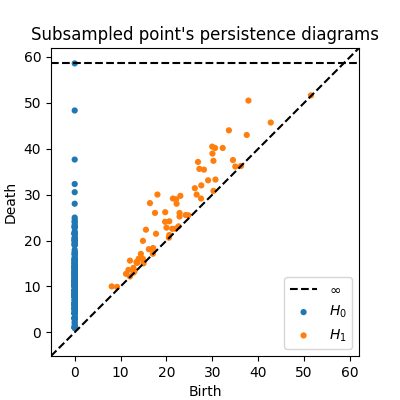 Subsampled point's persistence diagrams
60
50
40
30
20
10
0
Death
∞
H₀
H₁
0 10 20 30 40 50 60
Birth